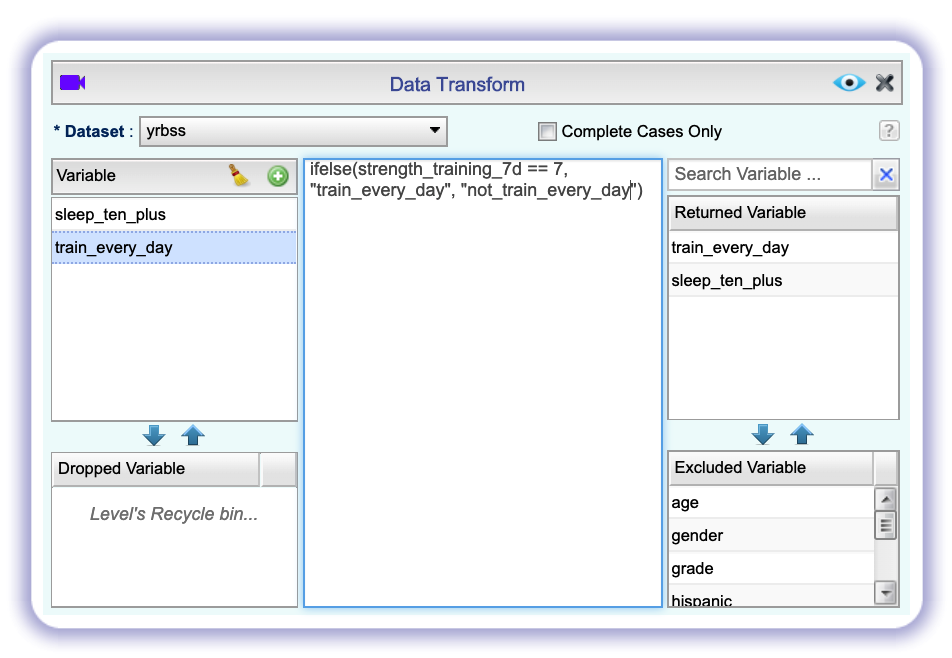 Data Transform
* Dataset :
yrbss
Complete Cases Only
?
Variable
sleep_ten_plus
train_every_day
Dropped Variable
Level's Recycle bin...
ifelse(strength_training_7d == 7,
"train_every_day", "not_train_every_day")
Search Variable ...
Returned Variable
train_every_day
sleep_ten_plus
Excluded Variable
age
gender
grade
hispanic